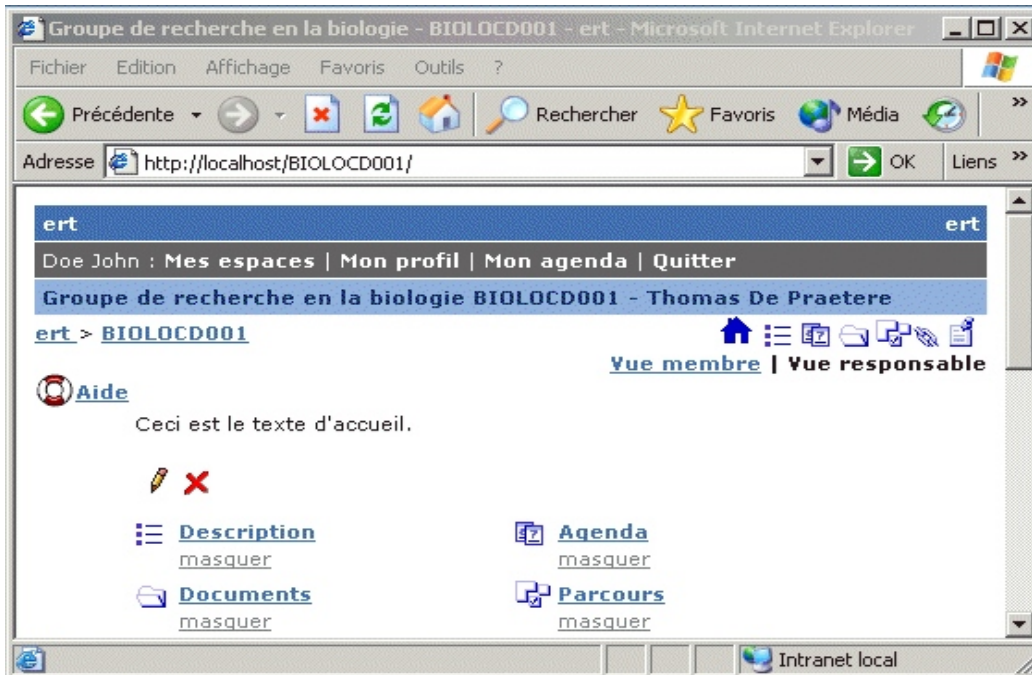 Groupe de recherche en la biologie - BIOLOCD001 - ert - Microsoft Internet Explorer
Fichier Edition Affichage Favoris Outils ?
Précédente Rechercher Favoris Média »
Adresse http://localhost/BIOLOCD001/ OK Liens »
ert ert
Doe John : Mes espaces | Mon profil | Mon agenda | Quitter
Groupe de recherche en la biologie BIOLOCD001 - Thomas De Praetere
ert > BIOLOCD001
Vue membre | Vue responsable
Aide
Ceci est le texte d'accueil.
Description Agenda
masquer masquer
Documents Parcours
masquer masquer
Intranet local